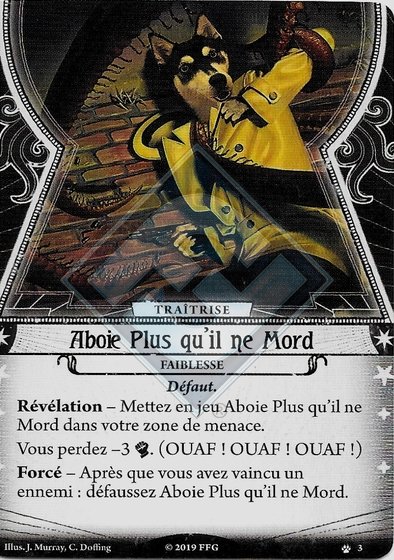 TRAÎTRISE
Aboie Plus qu'il ne Mord
FAIBLESSE
Défaut.
Révélation – Mettez en jeu Aboie Plus qu'il ne
Mord dans votre zone de menace.
Vous perdez –3 . (OUAF ! OUAF ! OUAF !)
Forcé – Après que vous avez vaincu un
ennemi : défaussez Aboie Plus qu'il ne Mord.
Illus. J. Murray, C. Doffing © 2019 FFG 3